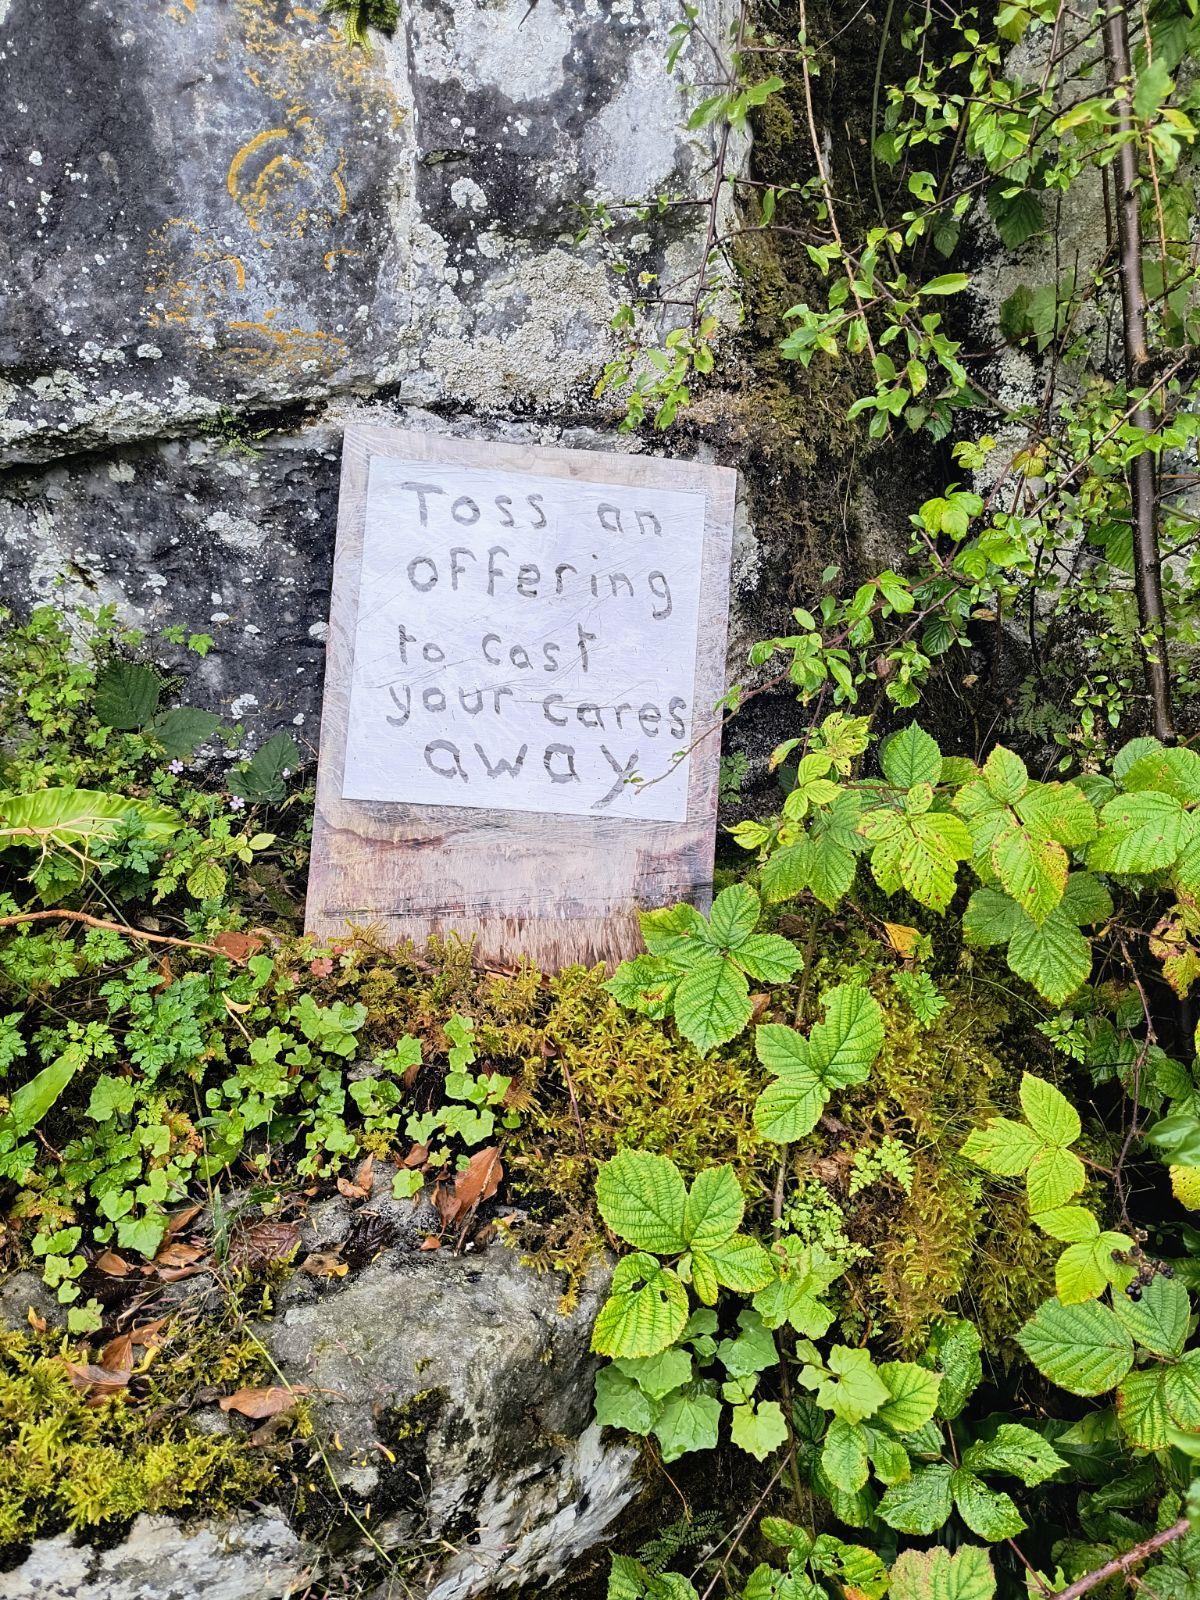 Toss an
offering
to cast
your cares
away